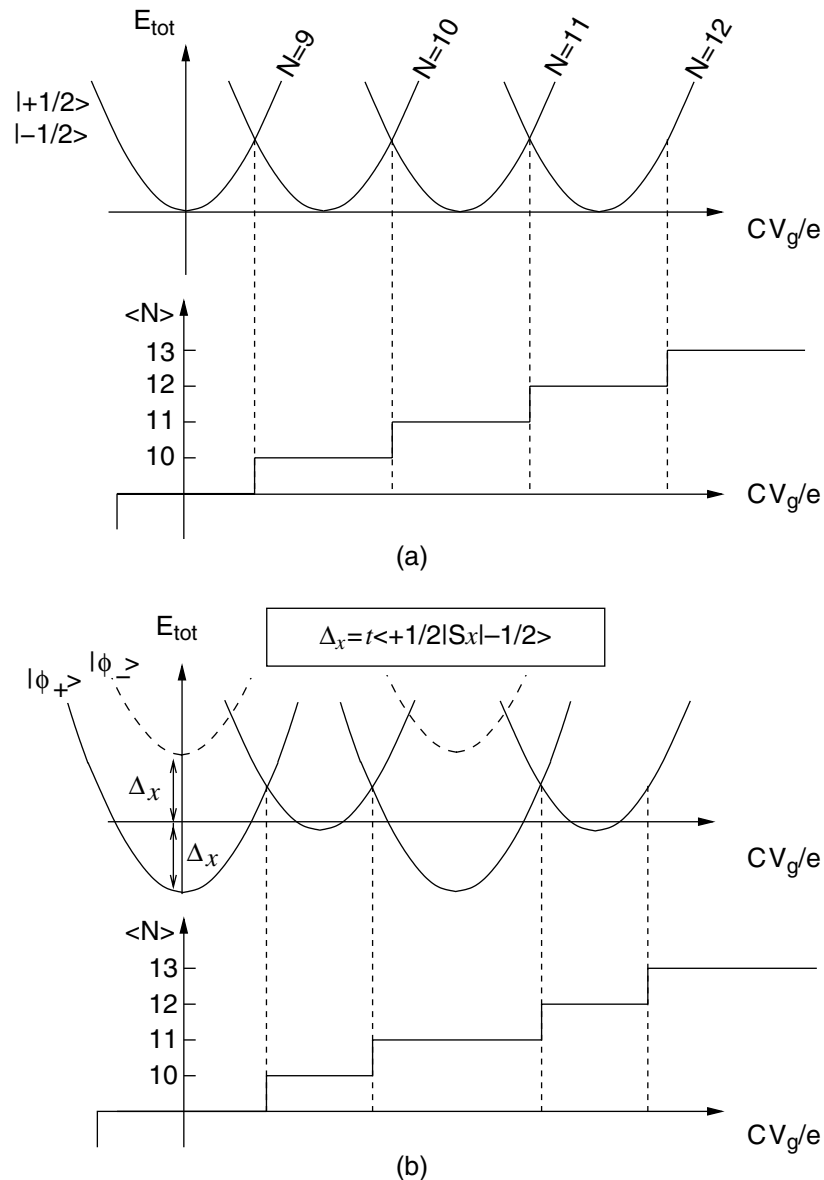 E_tot
N=9
N=10
N=11
N=12
|+1/2>
|−1/2>
CV_g/e
<N>
13
12
11
10
CV_g/e
(a)
E_tot
Δ_x=t<+1/2|Sx|−1/2>
|ϕ_+>
|ϕ_−>
Δ_x
Δ_x
CV_g/e
<N>
13
12
11
10
CV_g/e
(b)